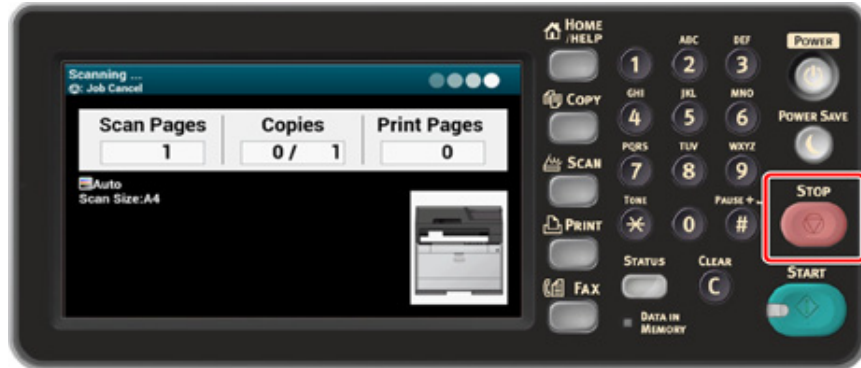 Scanning ...
: Job Cancel
Scan Pages
Copies
Print Pages
1
0 / 1
0
Auto
Scan Size:A4
HOME
/HELP
COPY
SCAN
PRINT
FAX
ABC
DEF
1
2
3
GHI
JKL
MNO
4
5
6
PQRS
TUV
WXYZ
7
8
9
TONE
PAUSE + -
*
0
#
STATUS
CLEAR
C
DATA IN
MEMORY
POWER
POWER SAVE
STOP
START